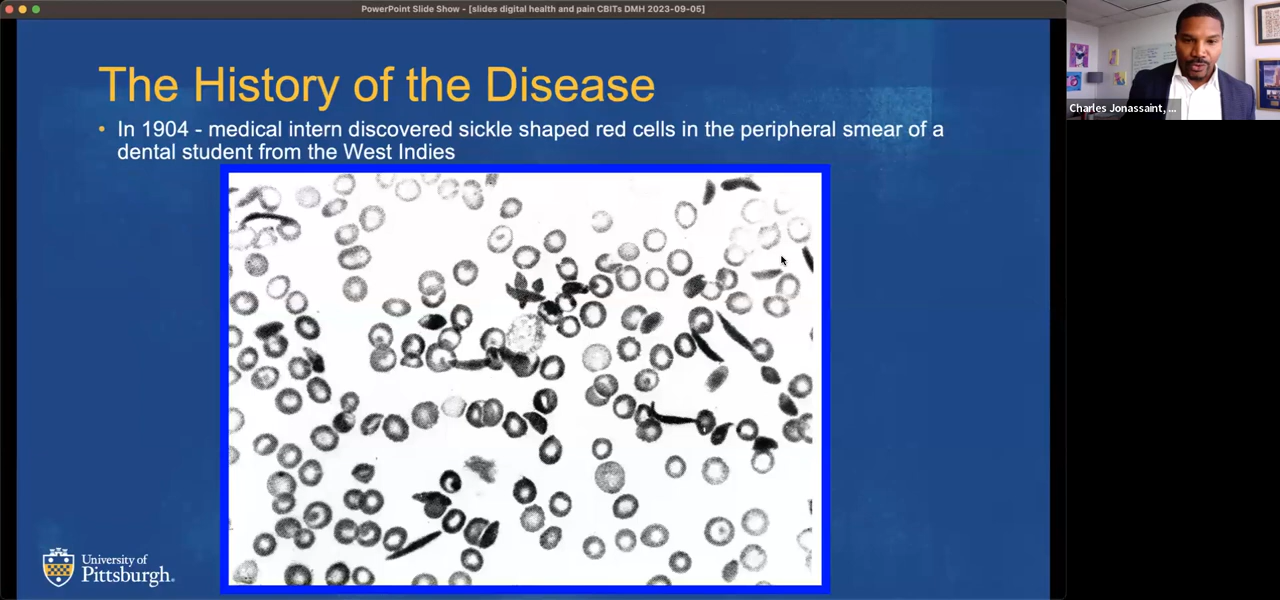 PowerPoint Slide Show - [slides digital health and pain CBITs DMH 2023-09-05]
The History of the Disease
• In 1904 - medical intern discovered sickle shaped red cells in the peripheral smear of a
dental student from the West Indies
Charles Jonassaint, ...
University of
Pittsburgh.